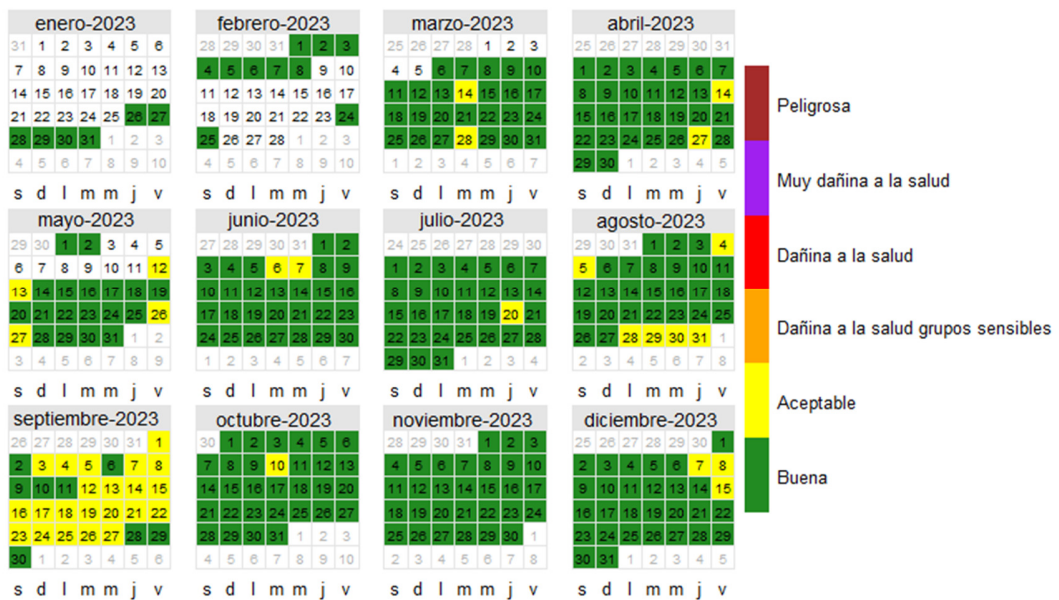 enero-2023
31 1 2 3 4 5 6
7 8 9 10 11 12 13
14 15 16 17 18 19 20
21 22 23 24 25 26 27
28 29 30 31 1 2 3
4 5 6 7 8 9 10
s d l m m j v
febrero-2023
28 29 30 31 1 2 3
4 5 6 7 8 9 10
11 12 13 14 15 16 17
18 19 20 21 22 23 24
25 26 27 28 1 2 3
4 5 6 7 8 9 10
s d l m m j v
marzo-2023
25 26 27 28 1 2 3
4 5 6 7 8 9 10
11 12 13 14 15 16 17
18 19 20 21 22 23 24
25 26 27 28 29 30 31
1 2 3 4 5 6 7
s d l m m j v
abril-2023
25 26 27 28 29 30 31
1 2 3 4 5 6 7
8 9 10 11 12 13 14
15 16 17 18 19 20 21
22 23 24 25 26 27 28
29 30 1 2 3 4 5
s d l m m j v
mayo-2023
29 30 1 2 3 4 5
6 7 8 9 10 11 12
13 14 15 16 17 18 19
20 21 22 23 24 25 26
27 28 29 30 31 1 2
3 4 5 6 7 8 9
s d l m m j v
junio-2023
27 28 29 30 31 1 2
3 4 5 6 7 8 9
10 11 12 13 14 15 16
17 18 19 20 21 22 23
24 25 26 27 28 29 30
1 2 3 4 5 6 7
s d l m m j v
julio-2023
24 25 26 27 28 29 30
1 2 3 4 5 6 7
8 9 10 11 12 13 14
15 16 17 18 19 20 21
22 23 24 25 26 27 28
29 30 31 1 2 3 4
s d l m m j v
agosto-2023
29 30 31 1 2 3 4
5 6 7 8 9 10 11
12 13 14 15 16 17 18
19 20 21 22 23 24 25
26 27 28 29 30 31 1
2 3 4 5 6 7 8
s d l m m j v
septiembre-2023
26 27 28 29 30 31 1
2 3 4 5 6 7 8
9 10 11 12 13 14 15
16 17 18 19 20 21 22
23 24 25 26 27 28 29
30 1 2 3 4 5 6
s d l m m j v
octubre-2023
30 1 2 3 4 5 6
7 8 9 10 11 12 13
14 15 16 17 18 19 20
21 22 23 24 25 26 27
28 29 30 31 1 2 3
4 5 6 7 8 9 10
s d l m m j v
noviembre-2023
28 29 30 31 1 2 3
4 5 6 7 8 9 10
11 12 13 14 15 16 17
18 19 20 21 22 23 24
25 26 27 28 29 30 1
2 3 4 5 6 7 8
s d l m m j v
diciembre-2023
25 26 27 28 29 30 1
2 3 4 5 6 7 8
9 10 11 12 13 14 15
16 17 18 19 20 21 22
23 24 25 26 27 28 29
30 31 1 2 3 4 5
s d l m m j v
Peligrosa
Muy dañina a la salud
Dañina a la salud
Dañina a la salud grupos sensibles
Aceptable
Buena